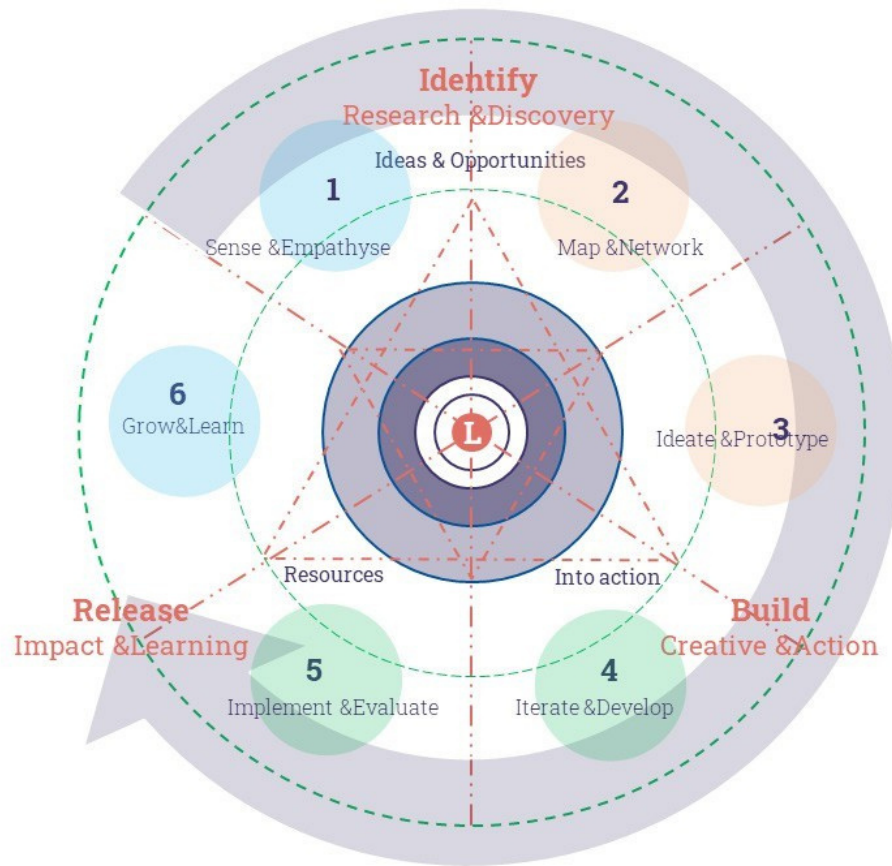 Identify
Research &Discovery
Ideas & Opportunities
1
Sense &Empathyse
2
Map &Network
3
Ideate &Prototype
6
Grow&Learn
L
Resources
Into action
Release
Impact &Learning
Build
Creative &Action
5
Implement &Evaluate
4
Iterate &Develop